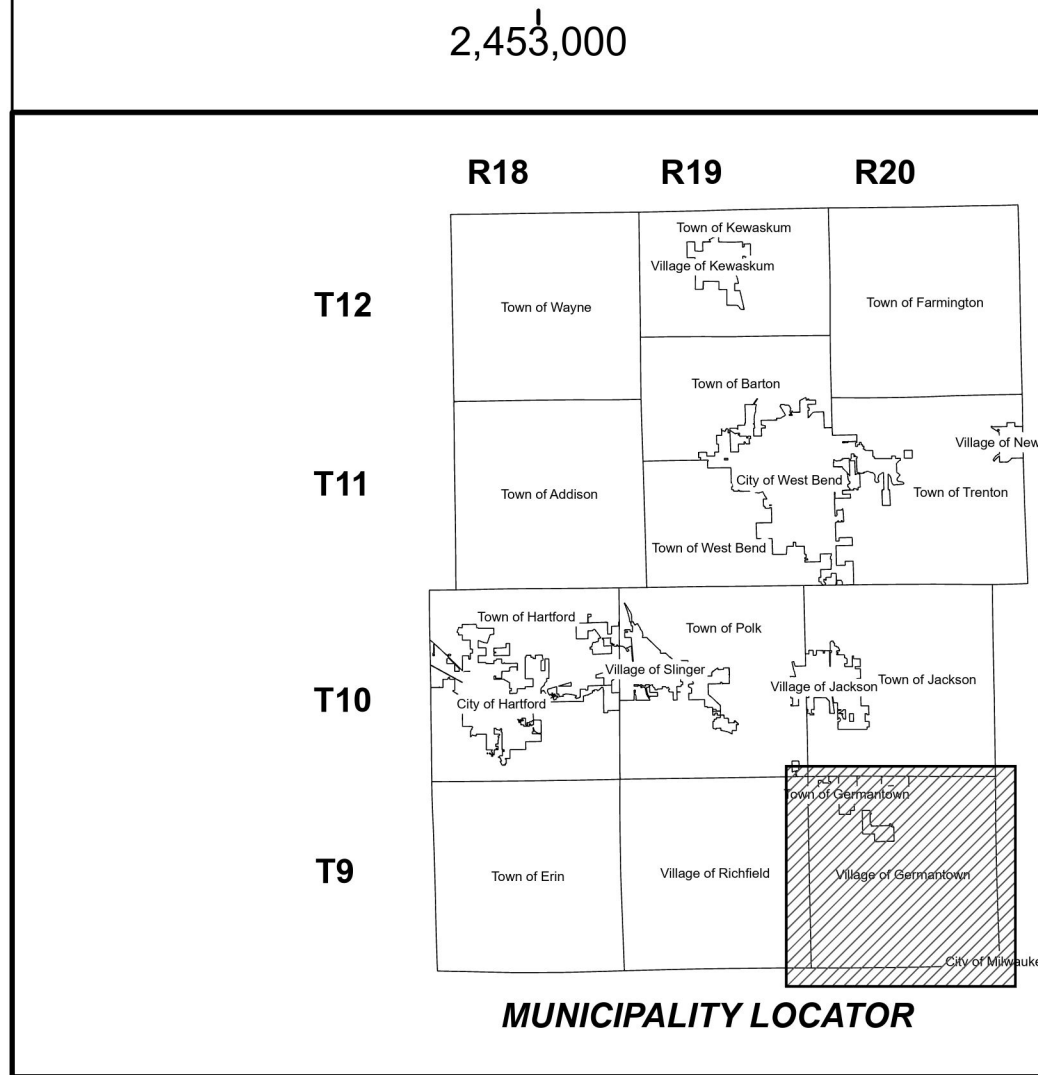 2,453,000
R18 R19 R20
Town of Kewaskum
Village of Kewaskum
T12
Town of Wayne
Town of Farmington
Town of Barton
Village of New
T11
City of West Bend
Town of Addison
Town of Trenton
Town of West Bend
Town of Hartford
Town of Polk
Village of Slinger
T10
City of Hartford
Village of Jackson
Town of Jackson
Town of Germantown
T9
Town of Erin
Village of Richfield
Village of Germantown
City of Milwauke
MUNICIPALITY LOCATOR